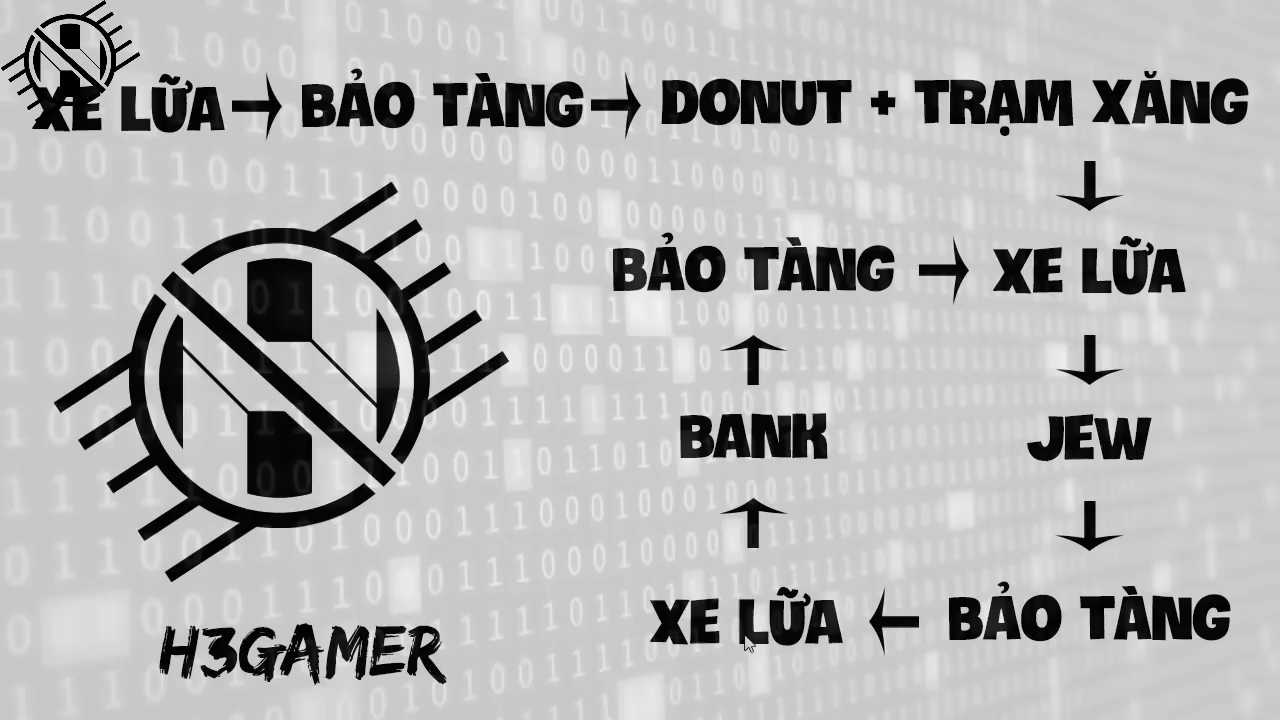 XE LỮA → BẢO TÀNG → DONUT + TRẠM XĂNG
BẢO TÀNG → XE LỮA
BANK
JEW
XE LỮA ← BẢO TÀNG
H3GAMER